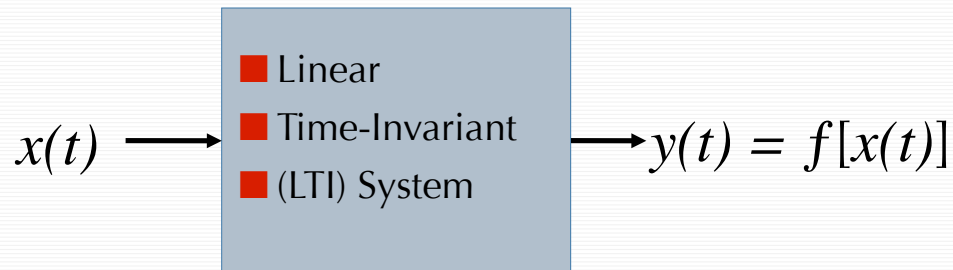 Linear
Time-Invariant
(LTI) System
x(t)
y(t) = f[x(t)]